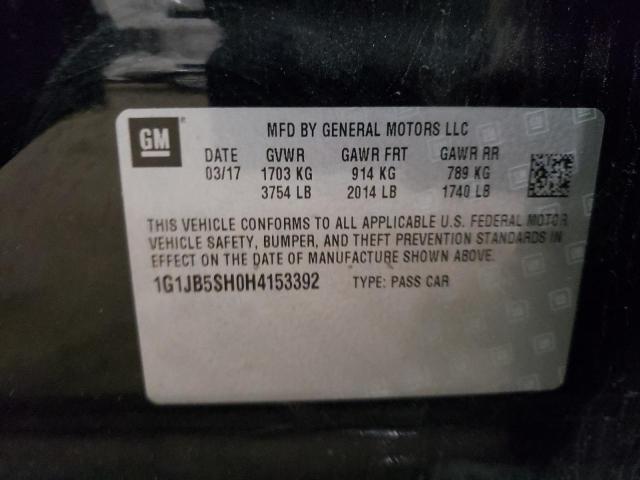 GM® MFD BY GENERAL MOTORS LLC
DATE GVWR GAWR FRT GAWR RR
03/17 1703 KG 914 KG 789 KG
3754 LB 2014 LB 1740 LB
THIS VEHICLE CONFORMS TO ALL APPLICABLE U.S. FEDERAL MOTOR
VEHICLE SAFETY, BUMPER, AND THEFT PREVENTION STANDARDS IN
EFFECT ON THE DATE OF MANUFACTURE SHOWN ABOVE.
1G1JB5SH0H4153392 TYPE: PASS CAR